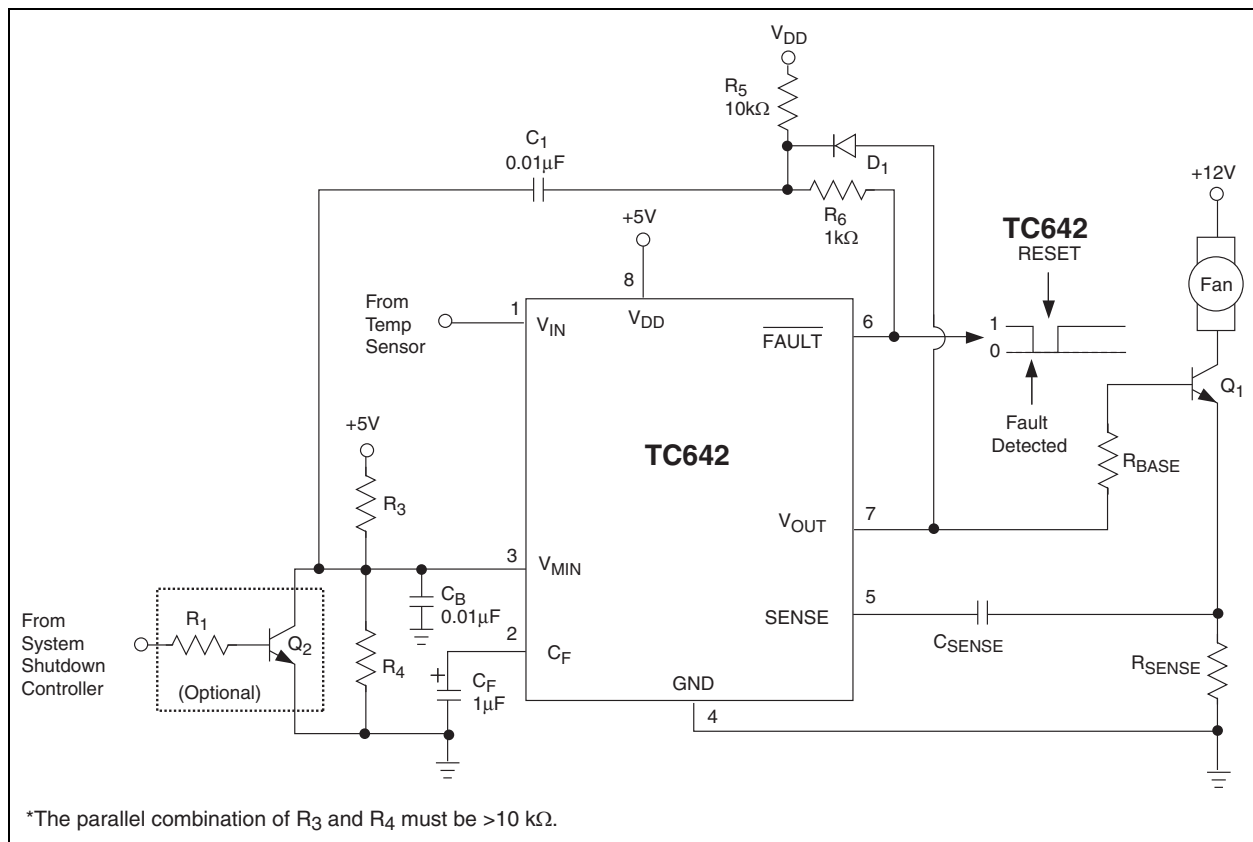 VDD
R5
10kΩ
C1
0.01µF
D1
R6
1kΩ
+5V
+12V
TC642
RESET
Fan
From
Temp
Sensor
1
VIN
8
VDD
6
FAULT
1
0
Fault
Detected
Q1
RBASE
+5V
R3
TC642
VOUT
7
3
VMIN
CB
0.01µF
SENSE
5
CSENSE
From
System
Shutdown
Controller
R1
Q2
(Optional)
R4
2
CF
CF
1µF
+
GND
4
RSENSE
*The parallel combination of R3 and R4 must be >10 kΩ.